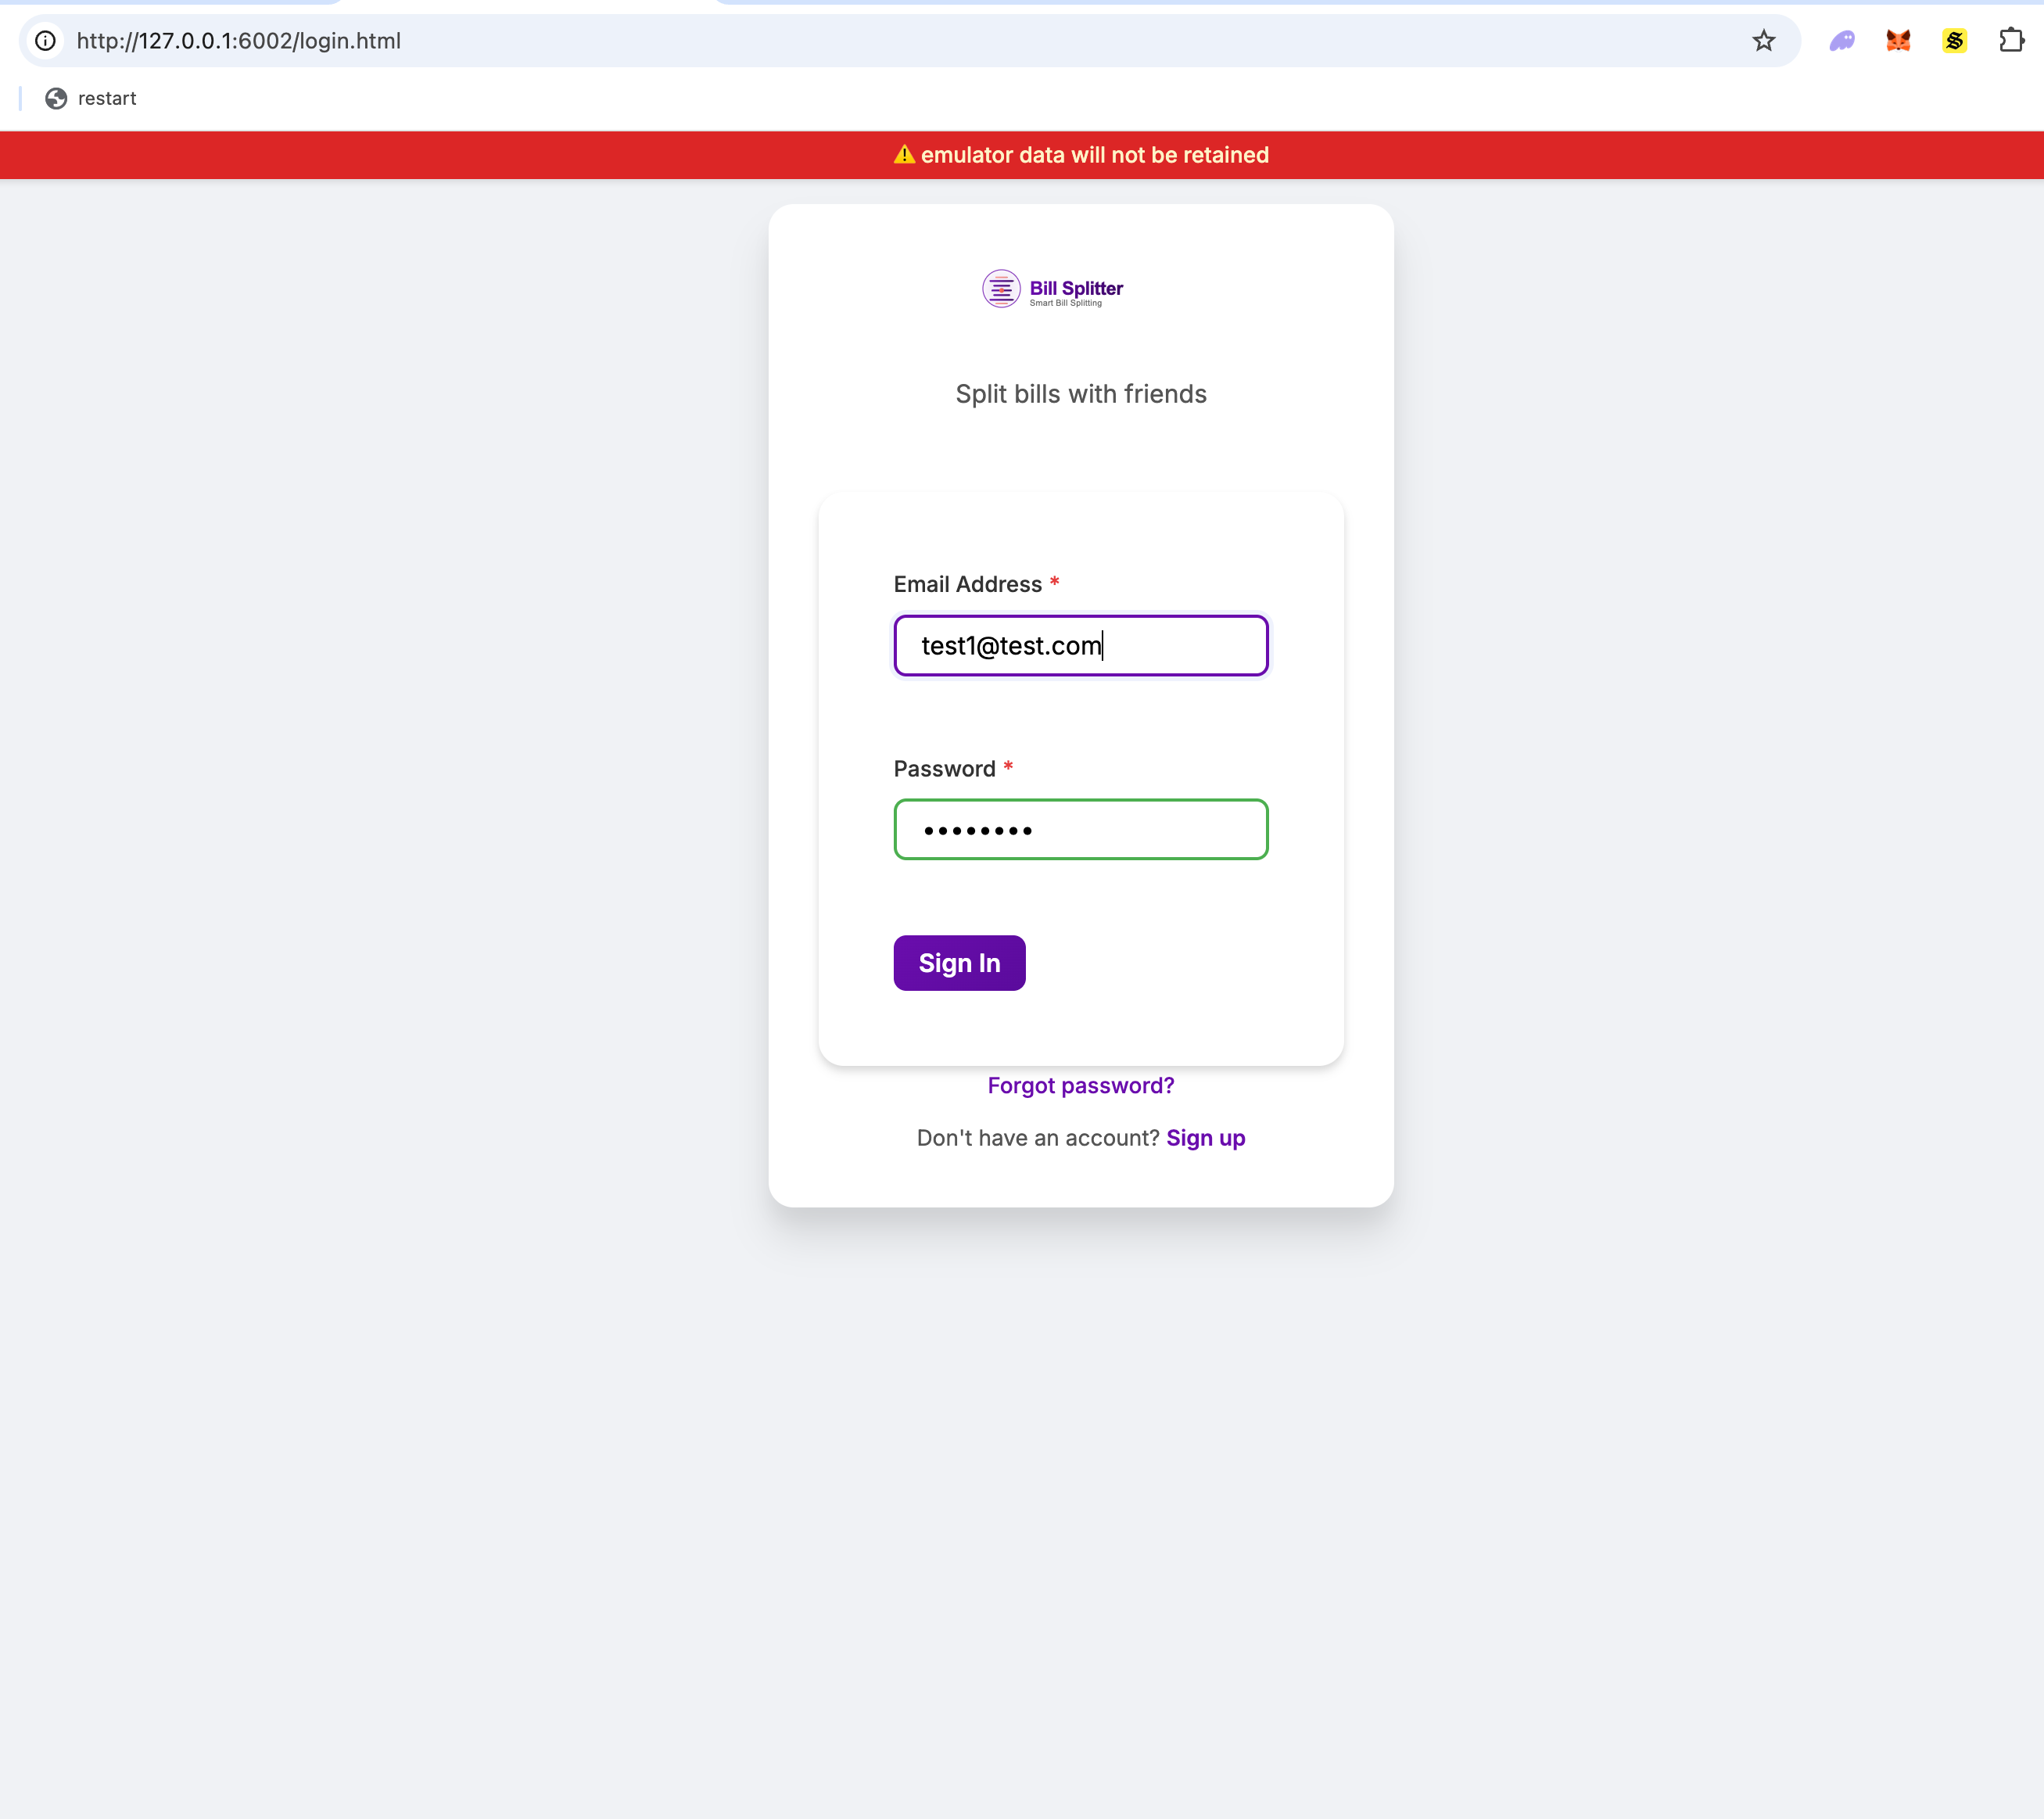 http://127.0.0.1:6002/login.html
restart
⚠️ emulator data will not be retained
Bill Splitter
Smart Bill Splitting
Split bills with friends
Email Address *
test1@test.com
Password *
••••••••
Sign In
Forgot password?
Don't have an account? Sign up